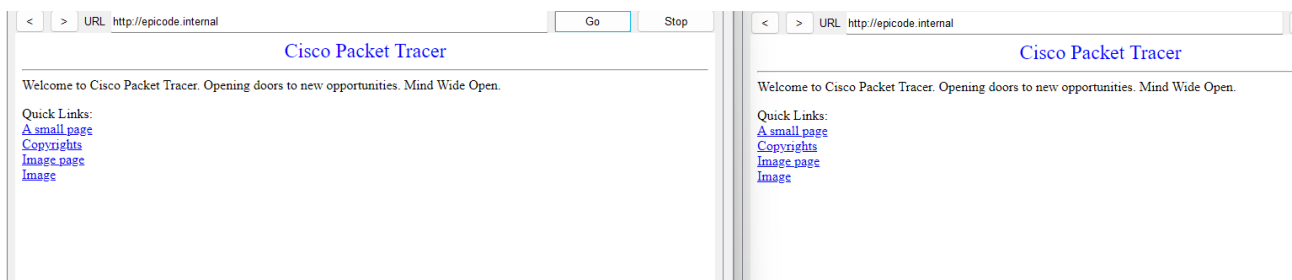 < > URL http://epicode.internal Go Stop
Cisco Packet Tracer
Welcome to Cisco Packet Tracer. Opening doors to new opportunities. Mind Wide Open.
Quick Links:
A small page
Copyrights
Image page
Image
< > URL http://epicode.internal
Cisco Packet Tracer
Welcome to Cisco Packet Tracer. Opening doors to new opportunities. Mind Wide Open.
Quick Links:
A small page
Copyrights
Image page
Image